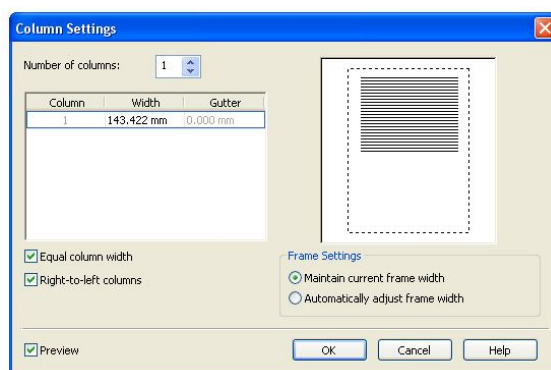 Column Settings
Number of columns: 1
Column Width Gutter
1 143.422 mm 0.000 mm
Equal column width
Right-to-left columns
Frame Settings
Maintain current frame width
Automatically adjust frame width
Preview
OK Cancel Help